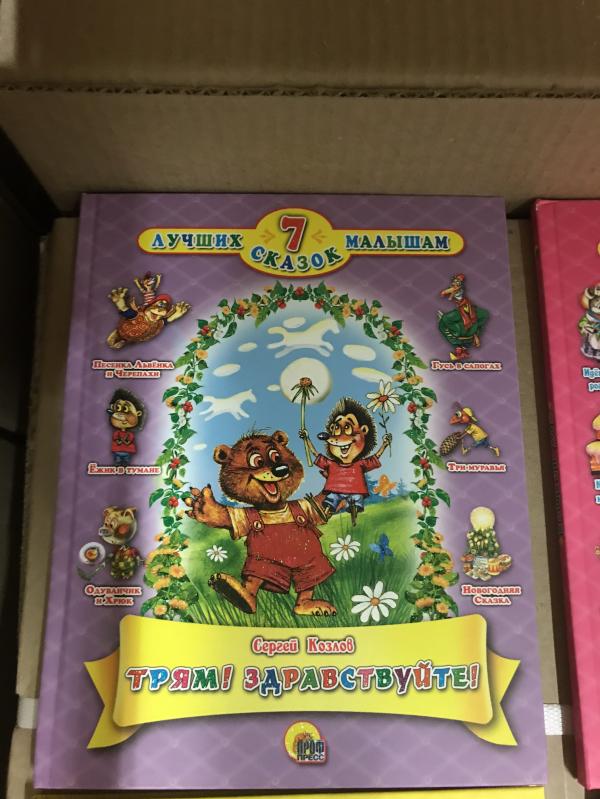 7
ЛУЧШИХ СКАЗОК МАЛЫШАМ
Песенка Львёнка
и Черепахи
Гусь в сапогах
Ёжик в тумане
Три муравья
Одуванчик
и Хрюк
Новогодняя
Сказка
Сергей Козлов
ТРЯМ! ЗДРАВСТВУЙТЕ!
ПРОФ
ПРЕСС